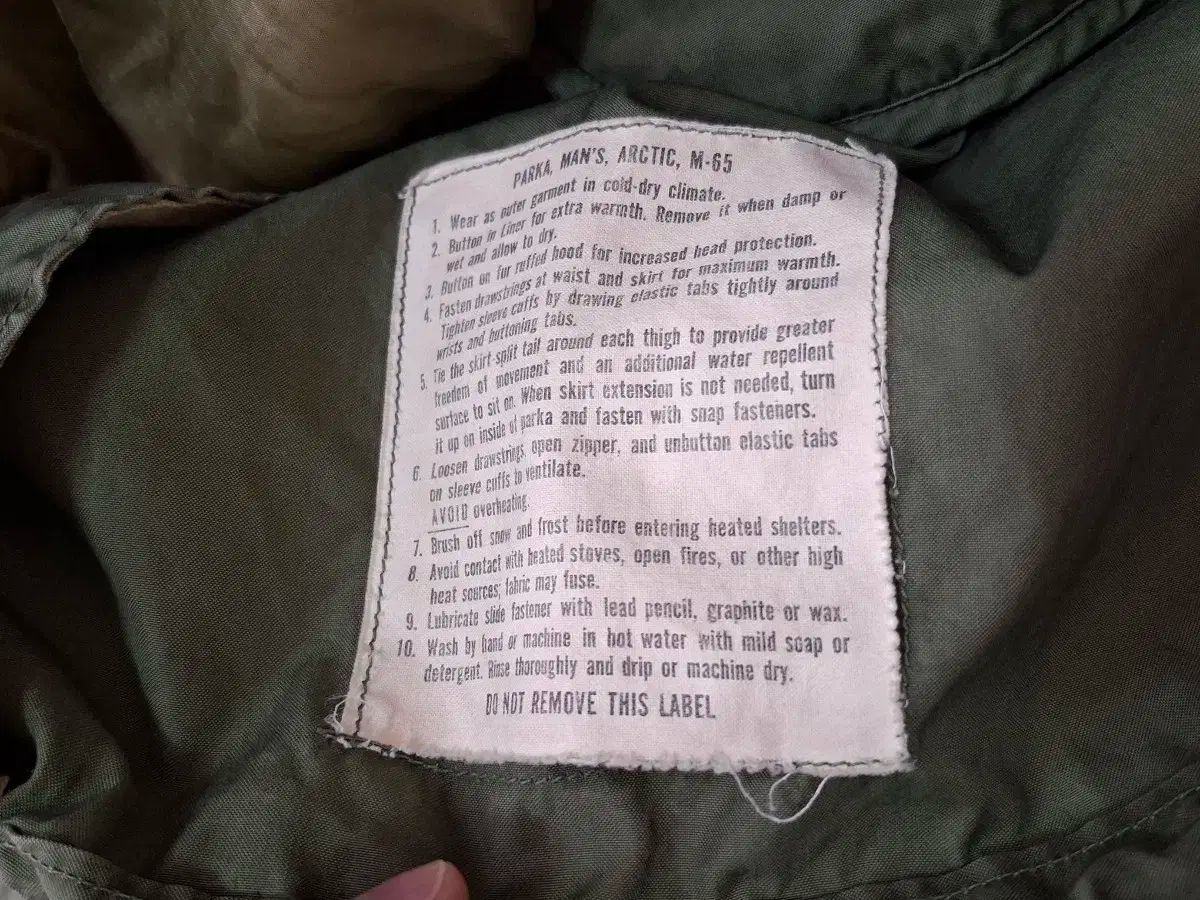 PARKA, MAN'S, ARCTIC, M-65
1. Wear as outer garment in cold-dry climate.
2. Button in Liner for extra warmth. Remove it when damp or
wet and allow to dry.
3. Button on fur ruffed hood for increased head protection.
4. Fasten drawstrings at waist and skirt for maximum warmth.
Tighten sleeve cuffs by drawing elastic tabs tightly around
wrists and buttoning tabs.
5. Tie the skirt-split tail around each thigh to provide greater
freedom of movement and an additional water repellent
surface to sit on. When skirt extension is not needed, turn
it up on inside of parka and fasten with snap fasteners.
6. Loosen drawstrings, open zipper, and unbutton elastic tabs
on sleeve cuffs to ventilate.
AVOID overheating.
7. Brush off snow and frost before entering heated shelters.
8. Avoid contact with heated stoves, open fires, or other high
heat sources; fabric may fuse.
9. Lubricate slide fastener with lead pencil, graphite or wax.
10. Wash by hand or machine in hot water with mild soap or
detergent. Rinse thoroughly and drip or machine dry.
DO NOT REMOVE THIS LABEL